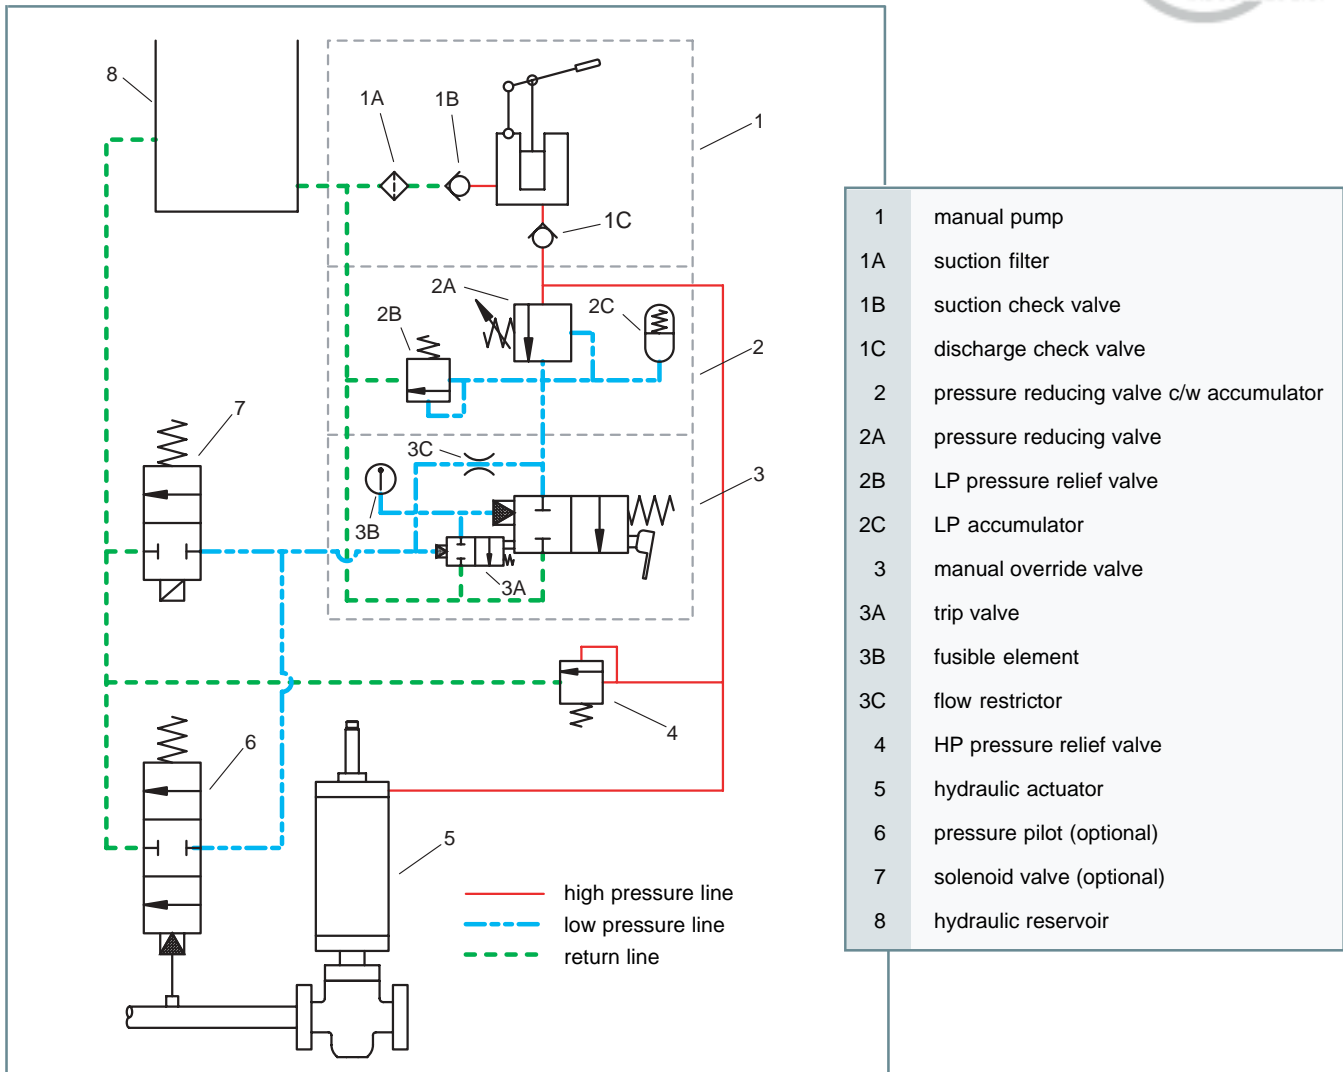 8
1A
1B
1
1C
2A
2B
2C
2
7
3C
3
3B
3A
6
4
5
high pressure line
low pressure line
return line
1 manual pump
1A suction filter
1B suction check valve
1C discharge check valve
2 pressure reducing valve c/w accumulator
2A pressure reducing valve
2B LP pressure relief valve
2C LP accumulator
3 manual override valve
3A trip valve
3B fusible element
3C flow restrictor
4 HP pressure relief valve
5 hydraulic actuator
6 pressure pilot (optional)
7 solenoid valve (optional)
8 hydraulic reservoir